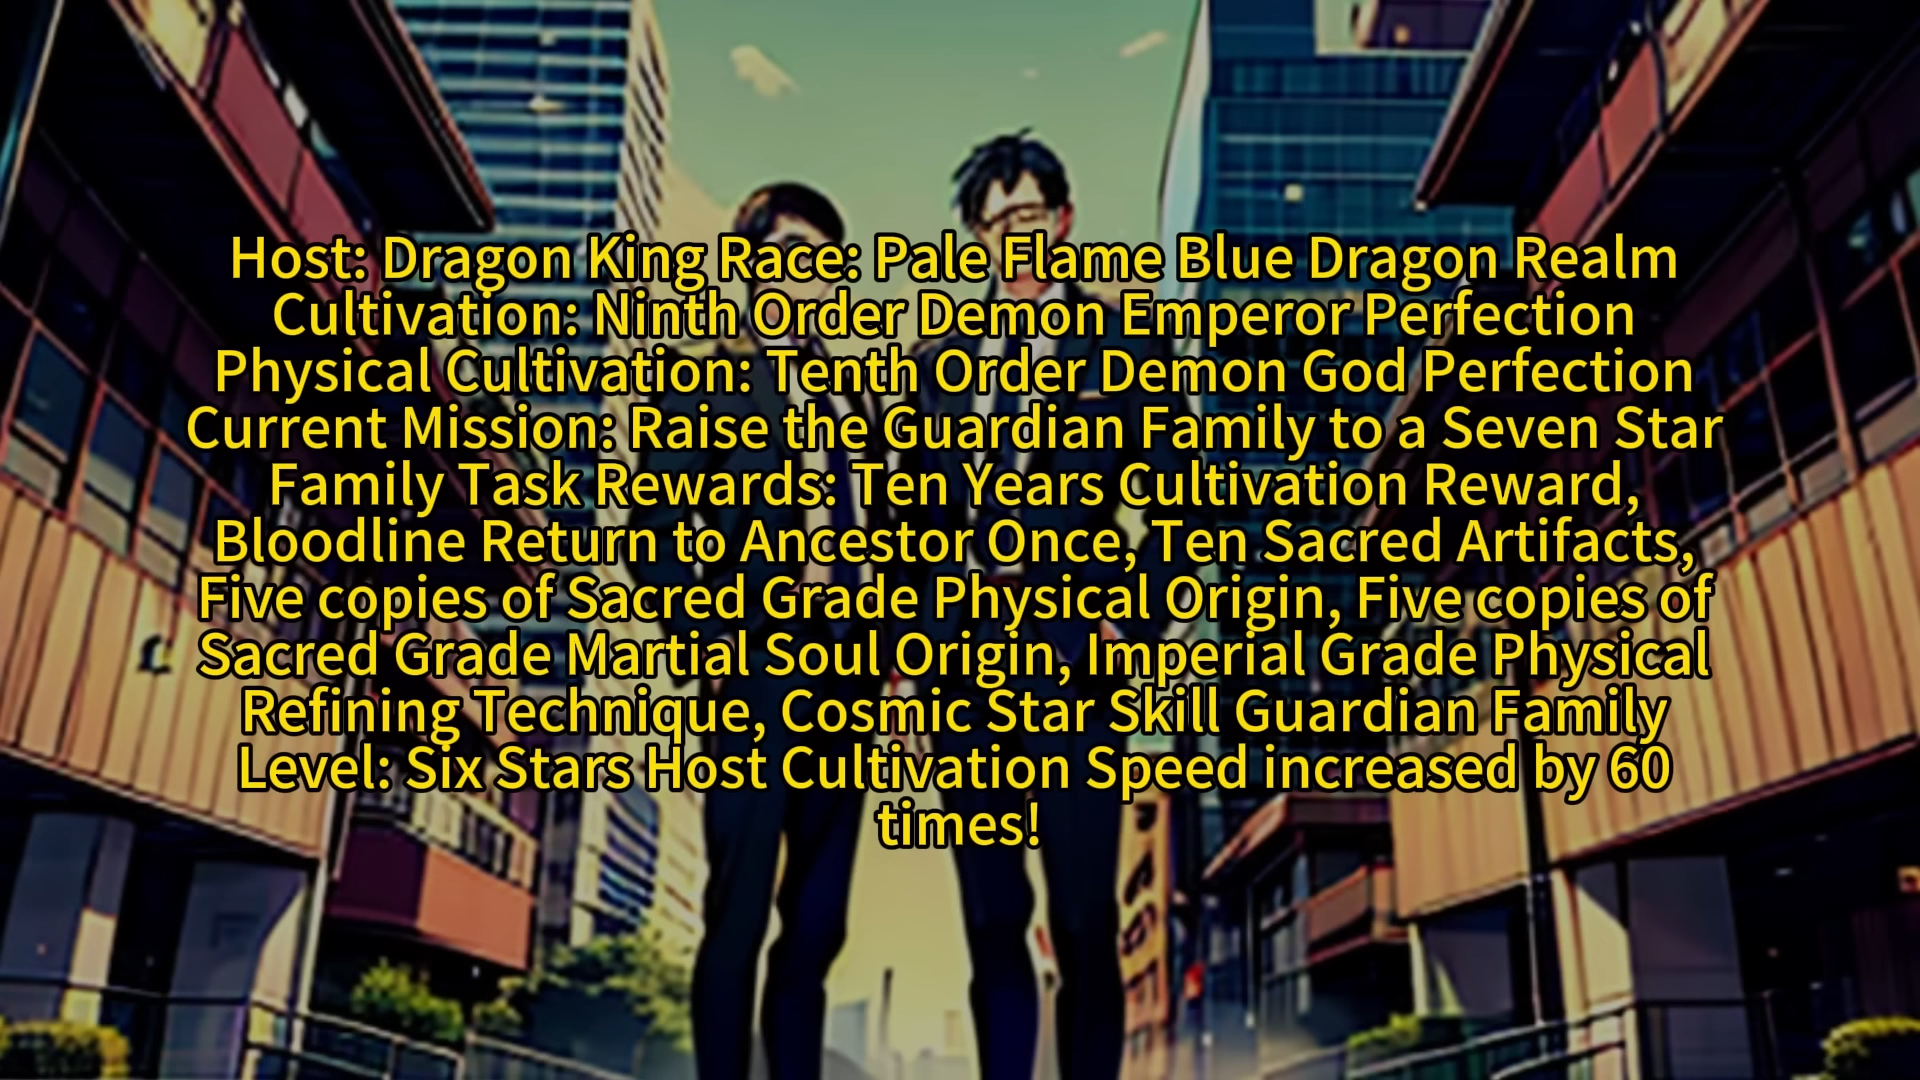 Host: Dragon King Race: Pale Flame Blue Dragon Realm
Cultivation: Ninth Order Demon Emperor Perfection
Physical Cultivation: Tenth Order Demon God Perfection
Current Mission: Raise the Guardian Family to a Seven Star
Family Task Rewards: Ten Years Cultivation Reward,
Bloodline Return to Ancestor Once, Ten Sacred Artifacts,
Five copies of Sacred Grade Physical Origin, Five copies of
Sacred Grade Martial Soul Origin, Imperial Grade Physical
Refining Technique, Cosmic Star Skill Guardian Family
Level: Six Stars Host Cultivation Speed increased by 60
times!